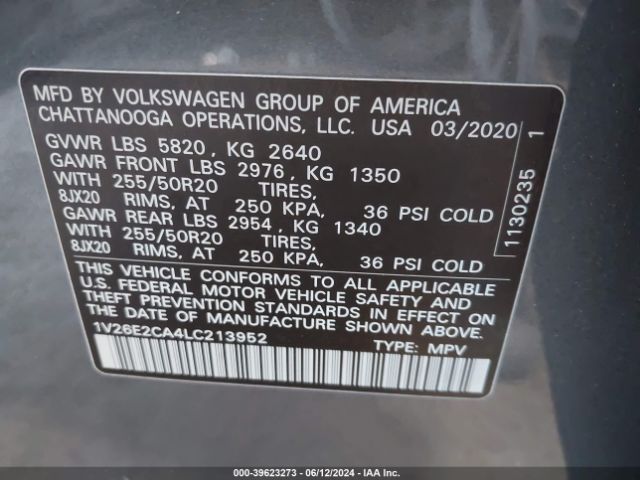 MFD BY VOLKSWAGEN GROUP OF AMERICA
CHATTANOOGA OPERATIONS, LLC. USA 03/2020
GVWR LBS 5820, KG 2640
GAWR FRONT LBS 2976, KG 1350
WITH 255/50R20 TIRES,
8JX20 RIMS, AT 250 KPA, 36 PSI COLD
GAWR REAR LBS 2954, KG 1340
WITH 255/50R20 TIRES,
8JX20 RIMS, AT 250 KPA, 36 PSI COLD
THIS VEHICLE CONFORMS TO ALL APPLICABLE
U.S. FEDERAL MOTOR VEHICLE SAFETY AND
THEFT PREVENTION STANDARDS IN EFFECT ON
DATE OF MANUFACTURE SHOWN ABOVE.
1V26E2CA4LC213952 TYPE: MPV
1130235 1
000-39623273 - 06/12/2024 - IAAI.COM